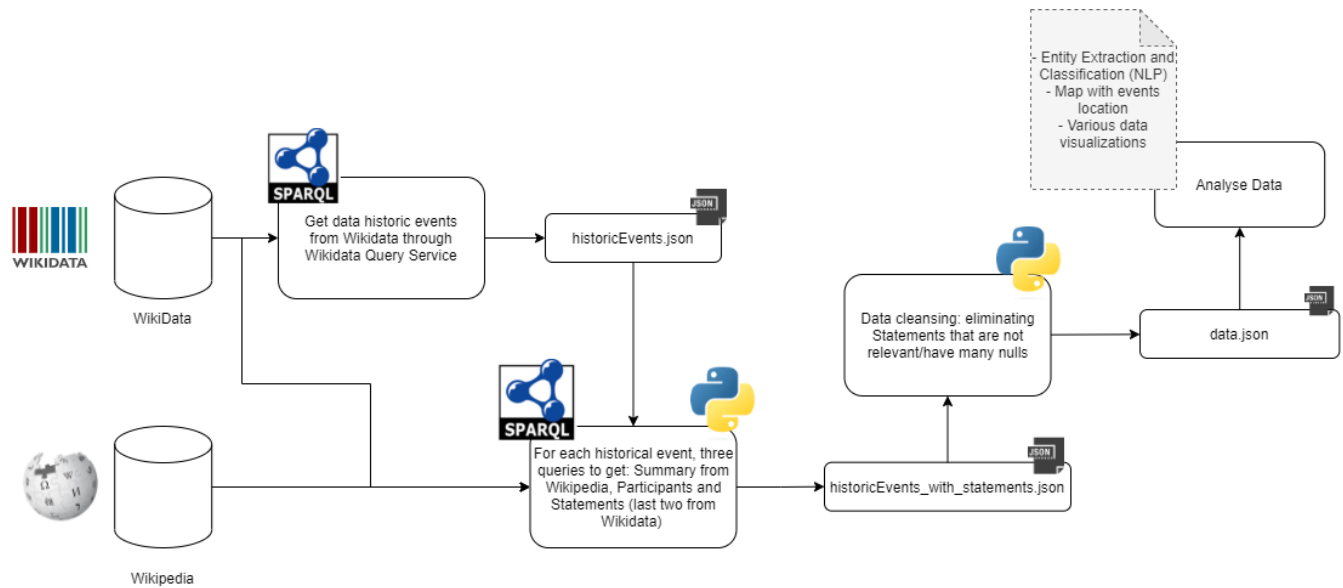 - Entity Extraction and
Classification (NLP)
- Map with events
location
- Various data
visualizations
Analyse Data
SPARQL
Get data historic events
from Wikidata through
Wikidata Query Service
JSON
historicEvents.json
WIKIDATA
WikiData
Data cleansing: eliminating
Statements that are not
relevant/have many nulls
JSON
data.json
SPARQL
For each historical event, three
queries to get: Summary from
Wikipedia, Participants and
Statements (last two from
Wikidata)
JSON
historicEvents_with_statements.json
Ω
W
И
Wikipedia